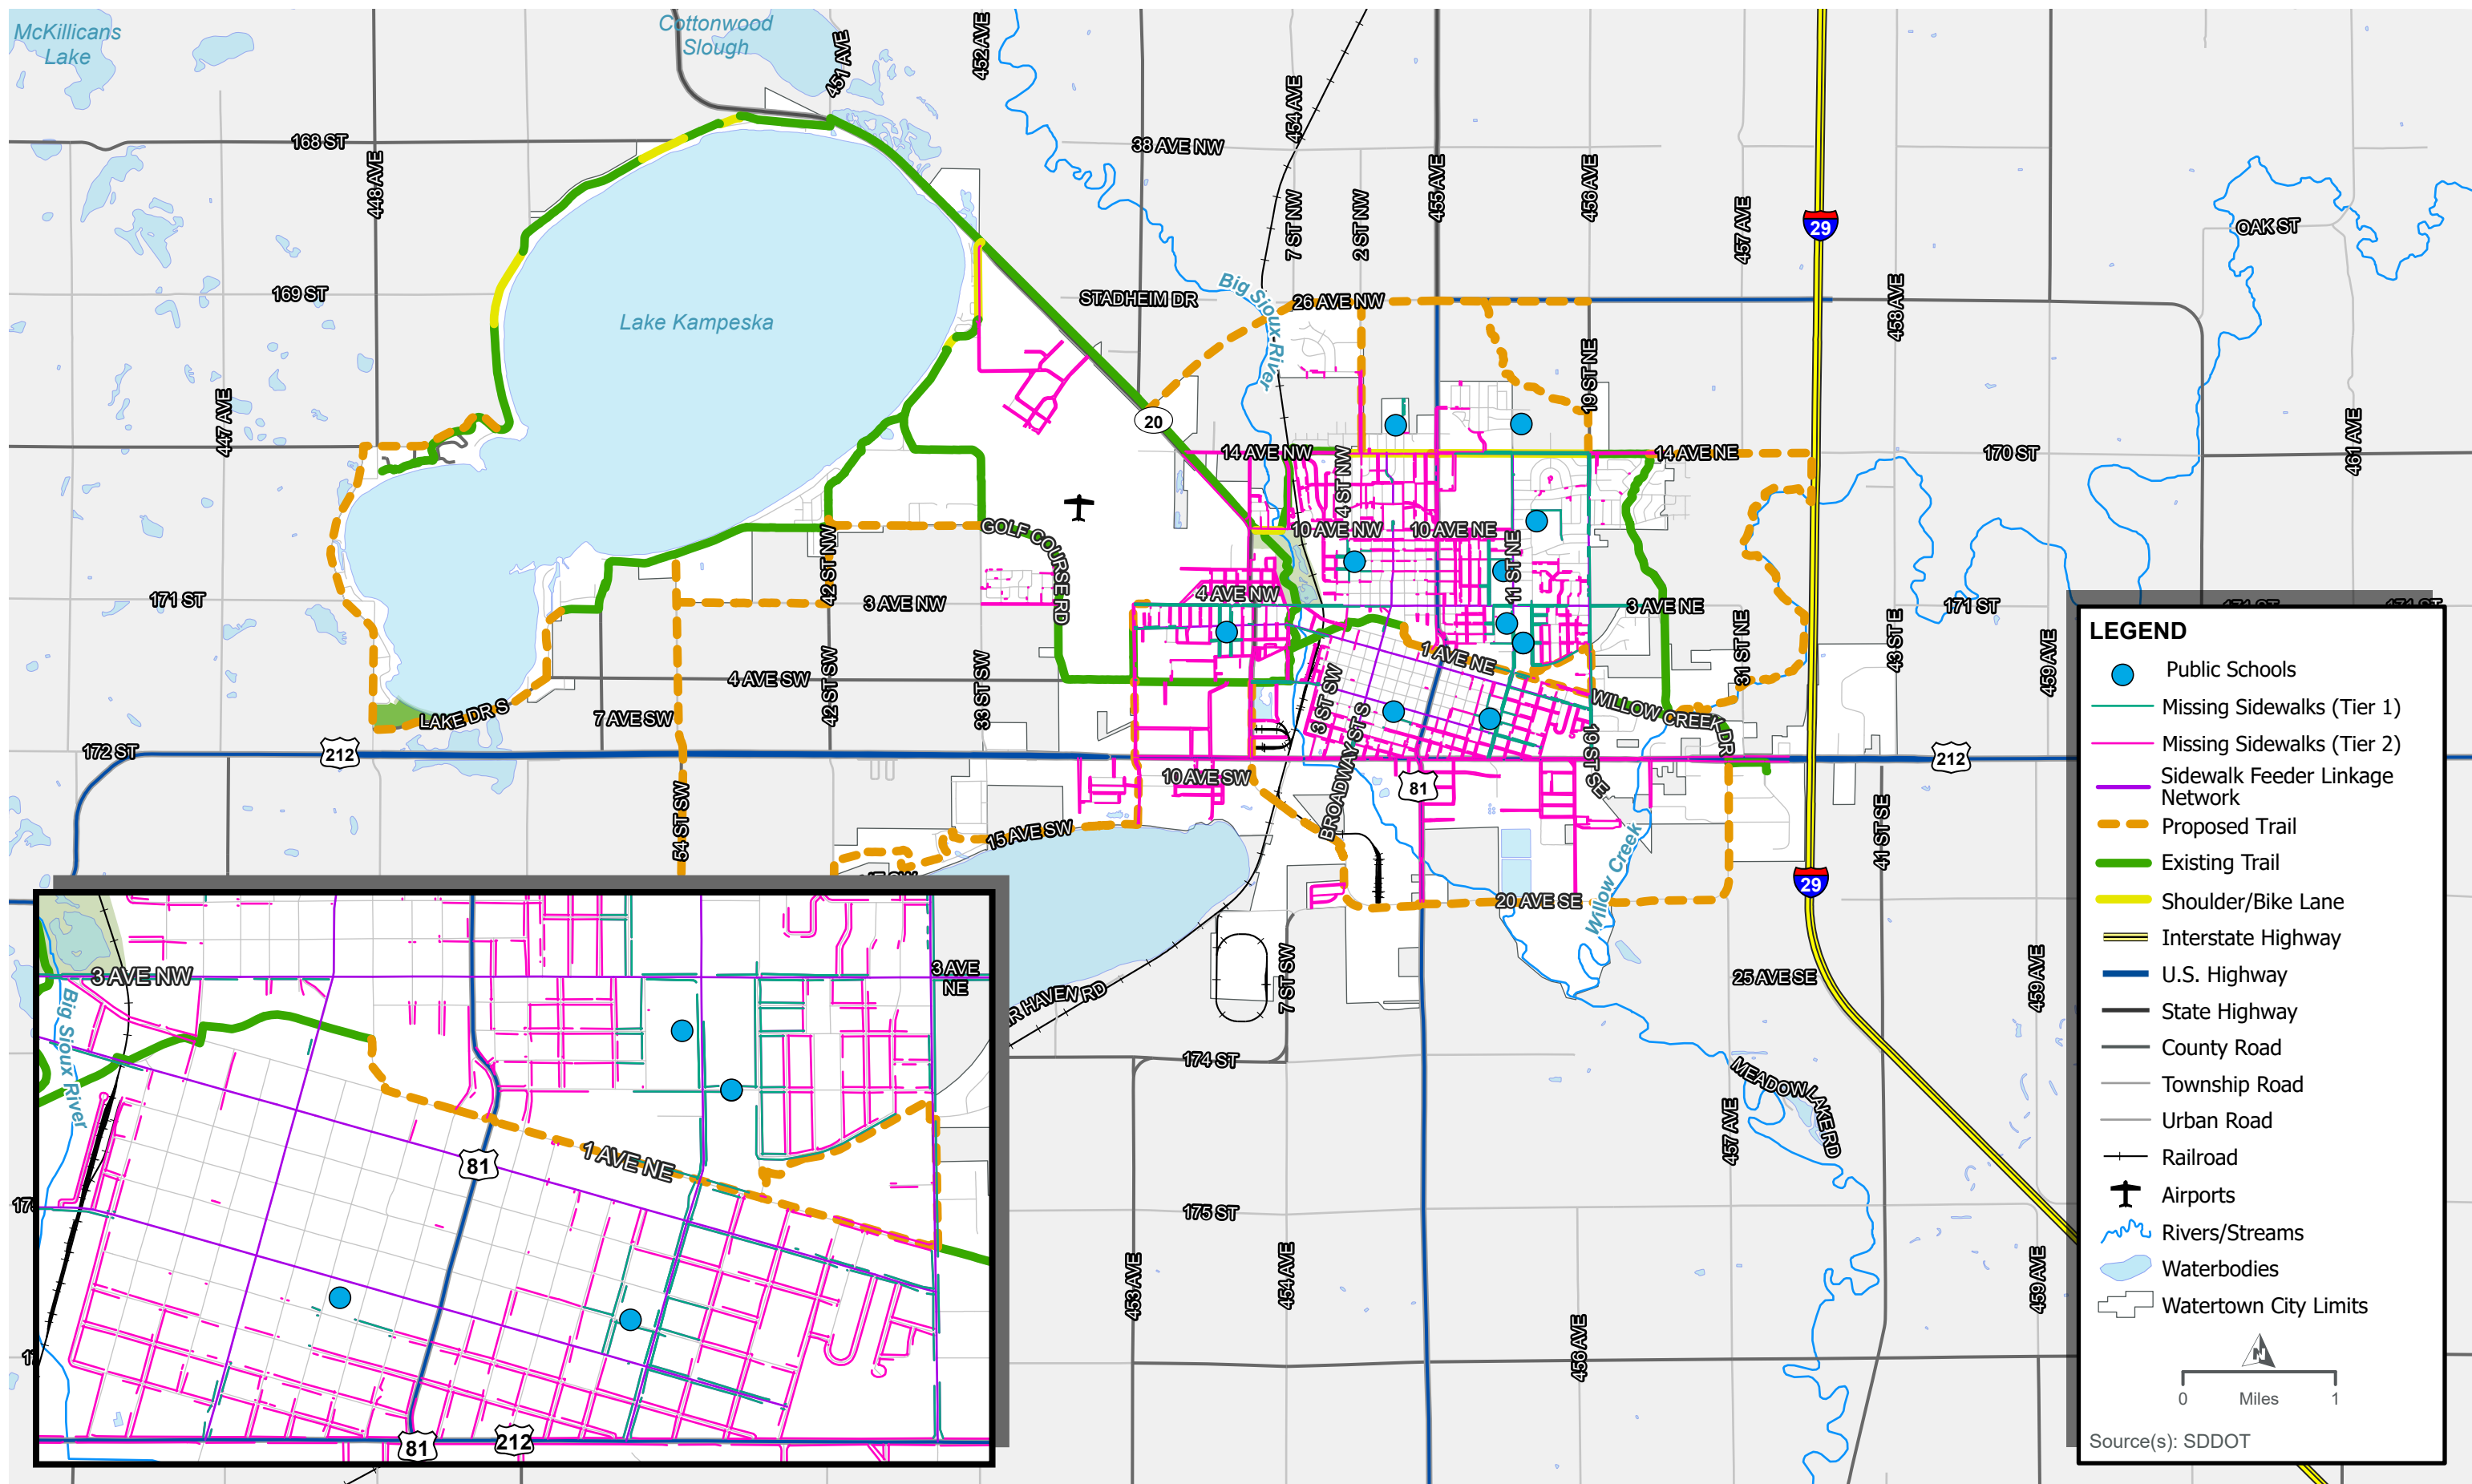 McKillicans
Lake
Cottonwood
Slough
451 AVE
452 AVE
454 AVE
168 ST
448 AVE
38 AVE NW
455 AVE
456 AVE
457 AVE
7 ST NW
2 ST NW
29
OAK ST
169 ST
Lake Kampeska
STADHEIM DR
Big Sioux River
26 AVE NW
458 AVE
447 AVE
20
19 ST NE
461 AVE
14 AVE NW
4 ST NW
14 AVE NE
170 ST
GOLF COURSE RD
10 AVE NW
10 AVE NE
11 ST NE
42 ST NW
171 ST
3 AVE NW
4 AVE NW
3 AVE NE
31 ST NE
43 ST E
171 ST
459 AVE
1 AVE NE
4 AVE SW
42 ST SW
33 ST SW
3 ST SW
BROADWAY ST S
WILLOW CREEK DR
LAKE DR S
7 AVE SW
172 ST
212
10 AVE SW
81
19 ST SE
212
54 ST SW
15 AVE SW
Willow Creek
29
41 ST SE
20 AVE SE
7 ST SW
25 AVE SE
459 AVE
R HAVEN RD
174 ST
MEADOW LAKE RD
457 AVE
175 ST
453 AVE
454 AVE
456 AVE
459 AVE
3 AVE NW
3 AVE
NE
Big Sioux River
81
1 AVE NE
81
212
LEGEND
Public Schools
Missing Sidewalks (Tier 1)
Missing Sidewalks (Tier 2)
Sidewalk Feeder Linkage
Network
Proposed Trail
Existing Trail
Shoulder/Bike Lane
Interstate Highway
U.S. Highway
State Highway
County Road
Township Road
Urban Road
Railroad
Airports
Rivers/Streams
Waterbodies
Watertown City Limits
N
0 Miles 1
Source(s): SDDOT